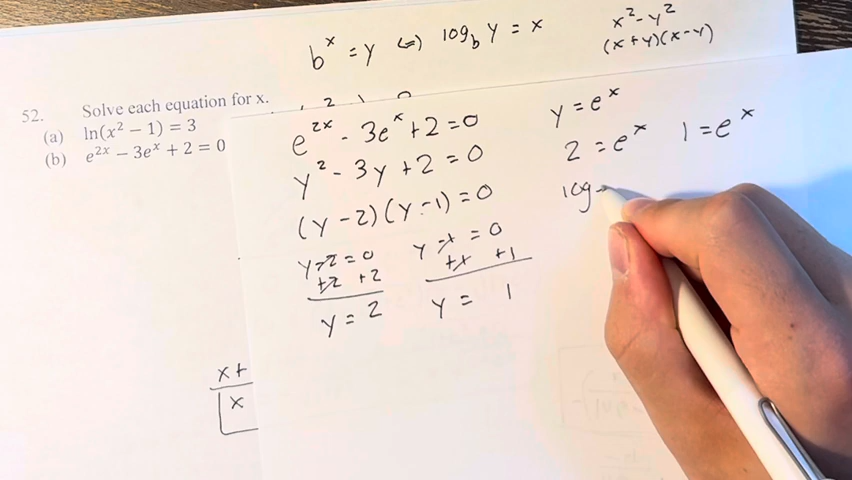 b^x = y ⇔ log_b y = x
x² - y²
(x + y)(x - y)
52. Solve each equation for x.
(a) ln(x² − 1) = 3
(b) e^{2x} − 3e^x + 2 = 0
e^{2x} - 3e^x + 2 = 0
y² - 3y + 2 = 0
(y - 2)(y - 1) = 0
y - 2 = 0
+2 +2
y = 2
y - 1 = 0
+1 +1
y = 1
y = e^x
2 = e^x 1 = e^x
log
x +
x